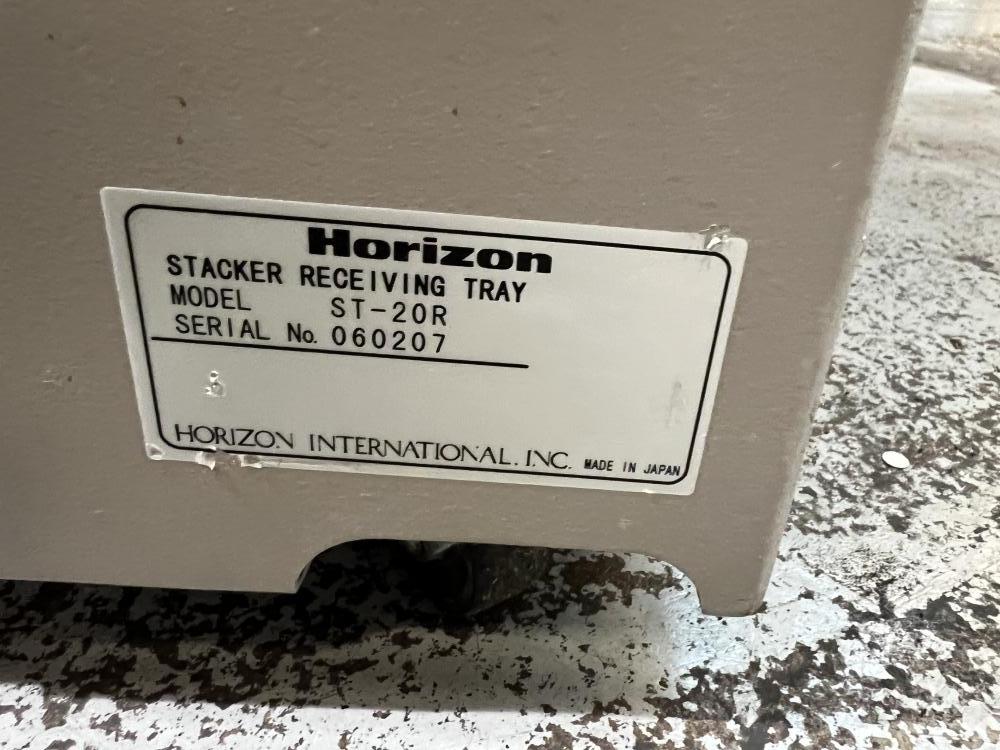 Horizon
STACKER RECEIVING TRAY
MODEL ST-20R
SERIAL No. 060207
HORIZON INTERNATIONAL. INC. MADE IN JAPAN